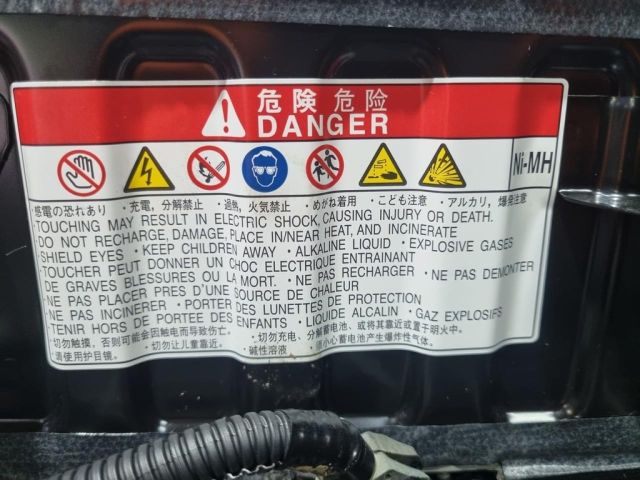 危険 危险
DANGER
Ni-MH
・感電の恐れあり ・充電，分解禁止 ・過熱，火気禁止 ・めがね着用 ・こども注意 ・アルカリ，爆発注意
・TOUCHING MAY RESULT IN ELECTRIC SHOCK, CAUSING INJURY OR DEATH.
・DO NOT RECHARGE, DAMAGE, PLACE IN/NEAR HEAT, AND INCINERATE
・SHIELD EYES ・KEEP CHILDREN AWAY ・ALKALINE LIQUID ・EXPLOSIVE GASES
・TOUCHER PEUT DONNER UN CHOC ELECTRIQUE ENTRAINANT
DE GRAVES BLESSURES OU LA MORT. ・NE PAS RECHARGER ・NE PAS DEMONTER
・NE PAS PLACER PRES D'UNE SOURCE DE CHALEUR
・NE PAS INCINERER ・PORTER DES LUNETTES DE PROTECTION
・TENIR HORS DE PORTEE DES ENFANTS ・LIQUIDE ALCALIN ・GAZ EXPLOSIFS
・切勿触摸，否则可能会因触电而导致伤亡。 ・切勿充电、分解蓄电池、或将其靠近或置于明火中。
・请使用护目镜。 ・切勿让儿童靠近。 ・碱性溶液 ・请小心蓄电池产生爆炸性气体。